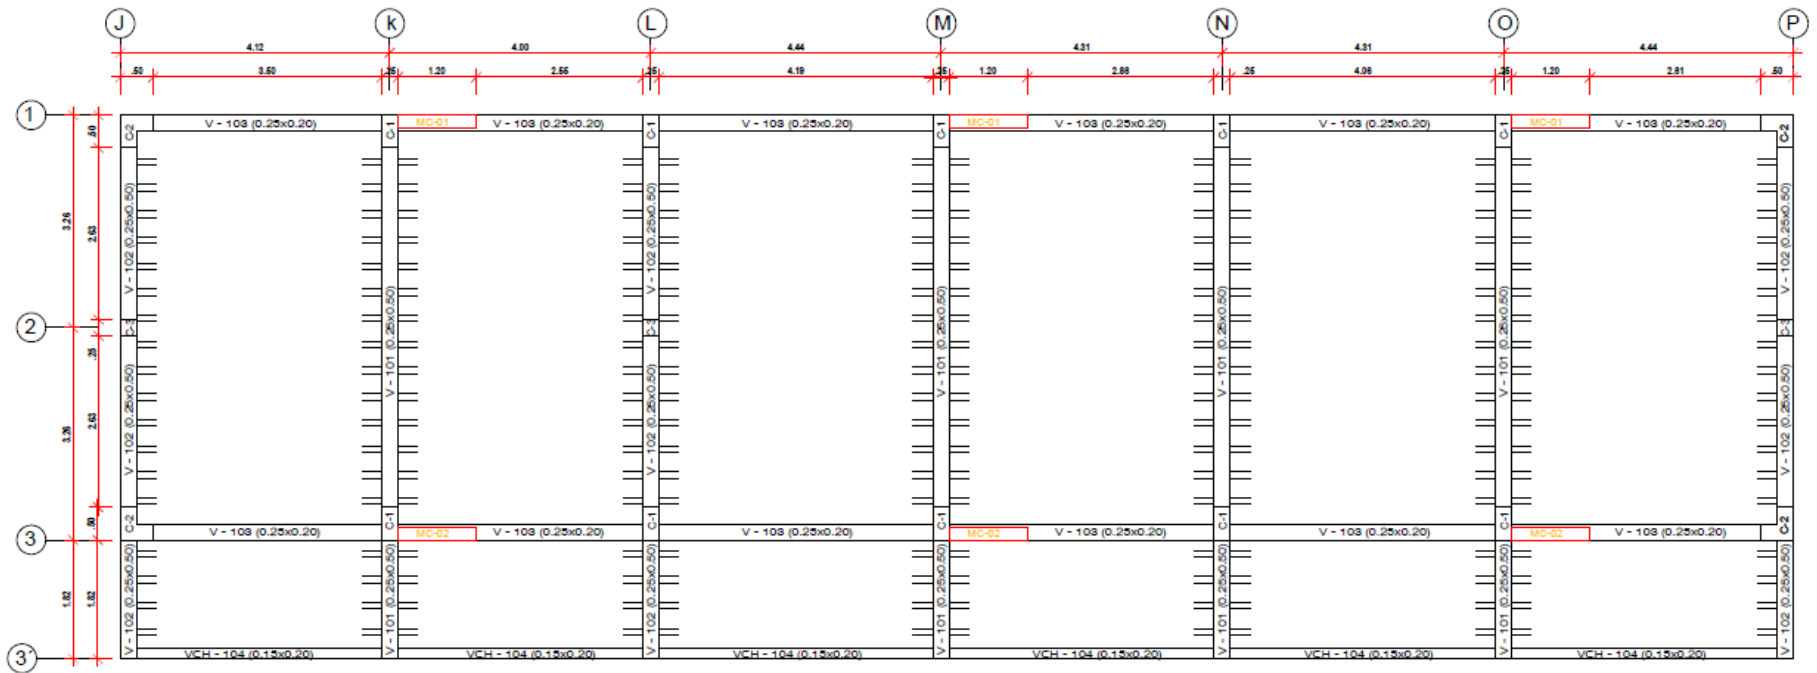 J k L M N O P
4.12 4.00 4.44 4.31 4.31 4.44
.50 3.50 .25 1.20 2.55 .25 4.19 .25 1.20 2.86 .25 4.06 .25 1.20 2.61 .50
1 V - 103 (0.25x0.20) MC-01 V - 103 (0.25x0.20) V - 103 (0.25x0.20) MC-01 V - 103 (0.25x0.20) V - 103 (0.25x0.20) MC-01 V - 103 (0.25x0.20)
.50 C-2 C-1 C-1 C-1 C-1 C-1 C-2
3.26 2.63 V - 102 (0.25x0.50) V - 102 (0.25x0.50) V - 102 (0.25x0.50)
2 .25 C-3 V - 101 (0.25x0.50) C-3 V - 101 (0.25x0.50) V - 101 (0.25x0.50) V - 101 (0.25x0.50) C-3
3.26 2.63 V - 102 (0.25x0.50) V - 102 (0.25x0.50) V - 102 (0.25x0.50)
.50 C-2 C-1 C-1 C-1 C-1 C-1 C-2
3 V - 103 (0.25x0.20) MC-02 V - 103 (0.25x0.20) V - 103 (0.25x0.20) MC-02 V - 103 (0.25x0.20) V - 103 (0.25x0.20) MC-02 V - 103 (0.25x0.20)
1.82 1.82 V - 102 (0.25x0.50) V - 101 (0.25x0.50) V - 102 (0.25x0.50) V - 101 (0.25x0.50) V - 101 (0.25x0.50) V - 101 (0.25x0.50) V - 102 (0.25x0.50)
3' VCH - 104 (0.15x0.20) VCH - 104 (0.15x0.20) VCH - 104 (0.15x0.20) VCH - 104 (0.15x0.20) VCH - 104 (0.15x0.20) VCH - 104 (0.15x0.20)